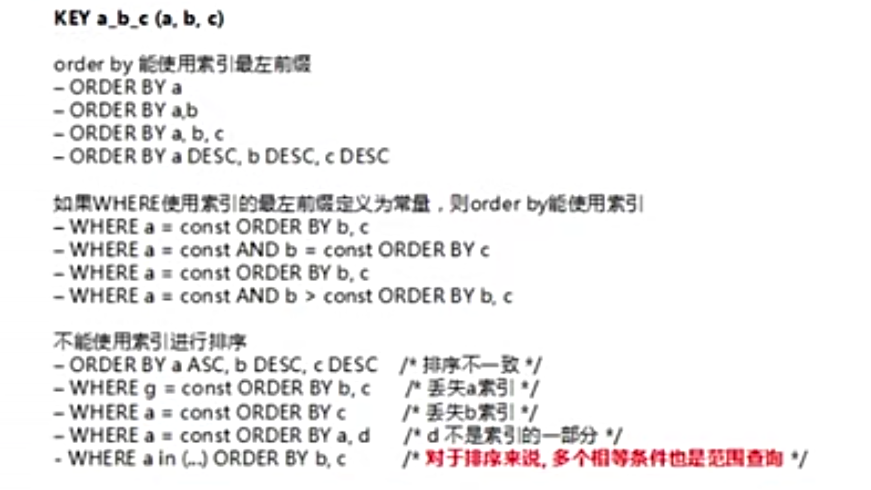 KEY a_b_c (a, b, c)
order by 能使用索引最左前缀
– ORDER BY a
– ORDER BY a,b
– ORDER BY a, b, c
– ORDER BY a DESC, b DESC, c DESC
如果WHERE使用索引的最左前缀定义为常量，则order by能使用索引
– WHERE a = const ORDER BY b, c
– WHERE a = const AND b = const ORDER BY c
– WHERE a = const ORDER BY b, c
– WHERE a = const AND b > const ORDER BY b, c
不能使用索引进行排序
– ORDER BY a ASC, b DESC, c DESC /* 排序不一致 */
– WHERE g = const ORDER BY b, c /* 丢失a索引 */
– WHERE a = const ORDER BY c /* 丢失b索引 */
– WHERE a = const ORDER BY a, d /* d 不是索引的一部分 */
- WHERE a in (...) ORDER BY b, c /* 对于排序来说, 多个相等条件也是范围查询 */